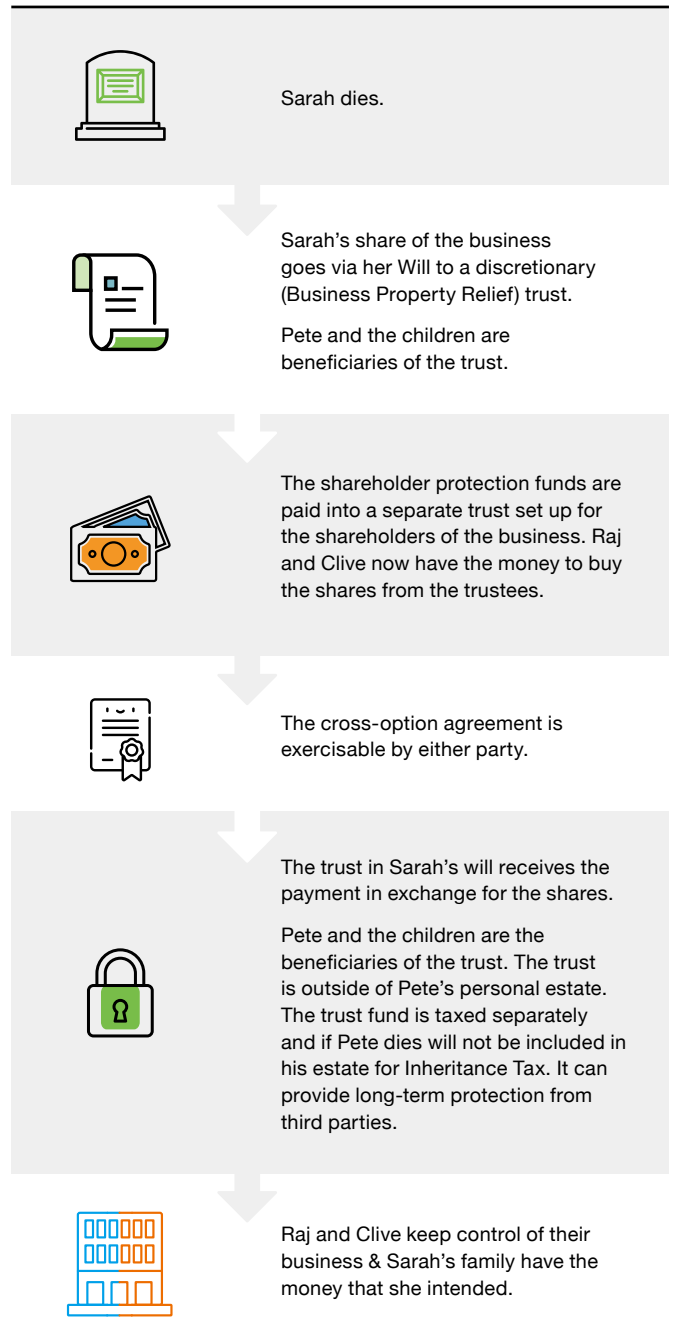 Sarah dies.
Sarah’s share of the business
goes via her Will to a discretionary
(Business Property Relief) trust.
Pete and the children are
beneficiaries of the trust.
The shareholder protection funds are
paid into a separate trust set up for
the shareholders of the business. Raj
and Clive now have the money to buy
the shares from the trustees.
The cross-option agreement is
exercisable by either party.
The trust in Sarah’s will receives the
payment in exchange for the shares.
Pete and the children are the
beneficiaries of the trust. The trust
is outside of Pete’s personal estate.
The trust fund is taxed separately
and if Pete dies will not be included in
his estate for Inheritance Tax. It can
provide long-term protection from
third parties.
Raj and Clive keep control of their
business & Sarah’s family have the
money that she intended.